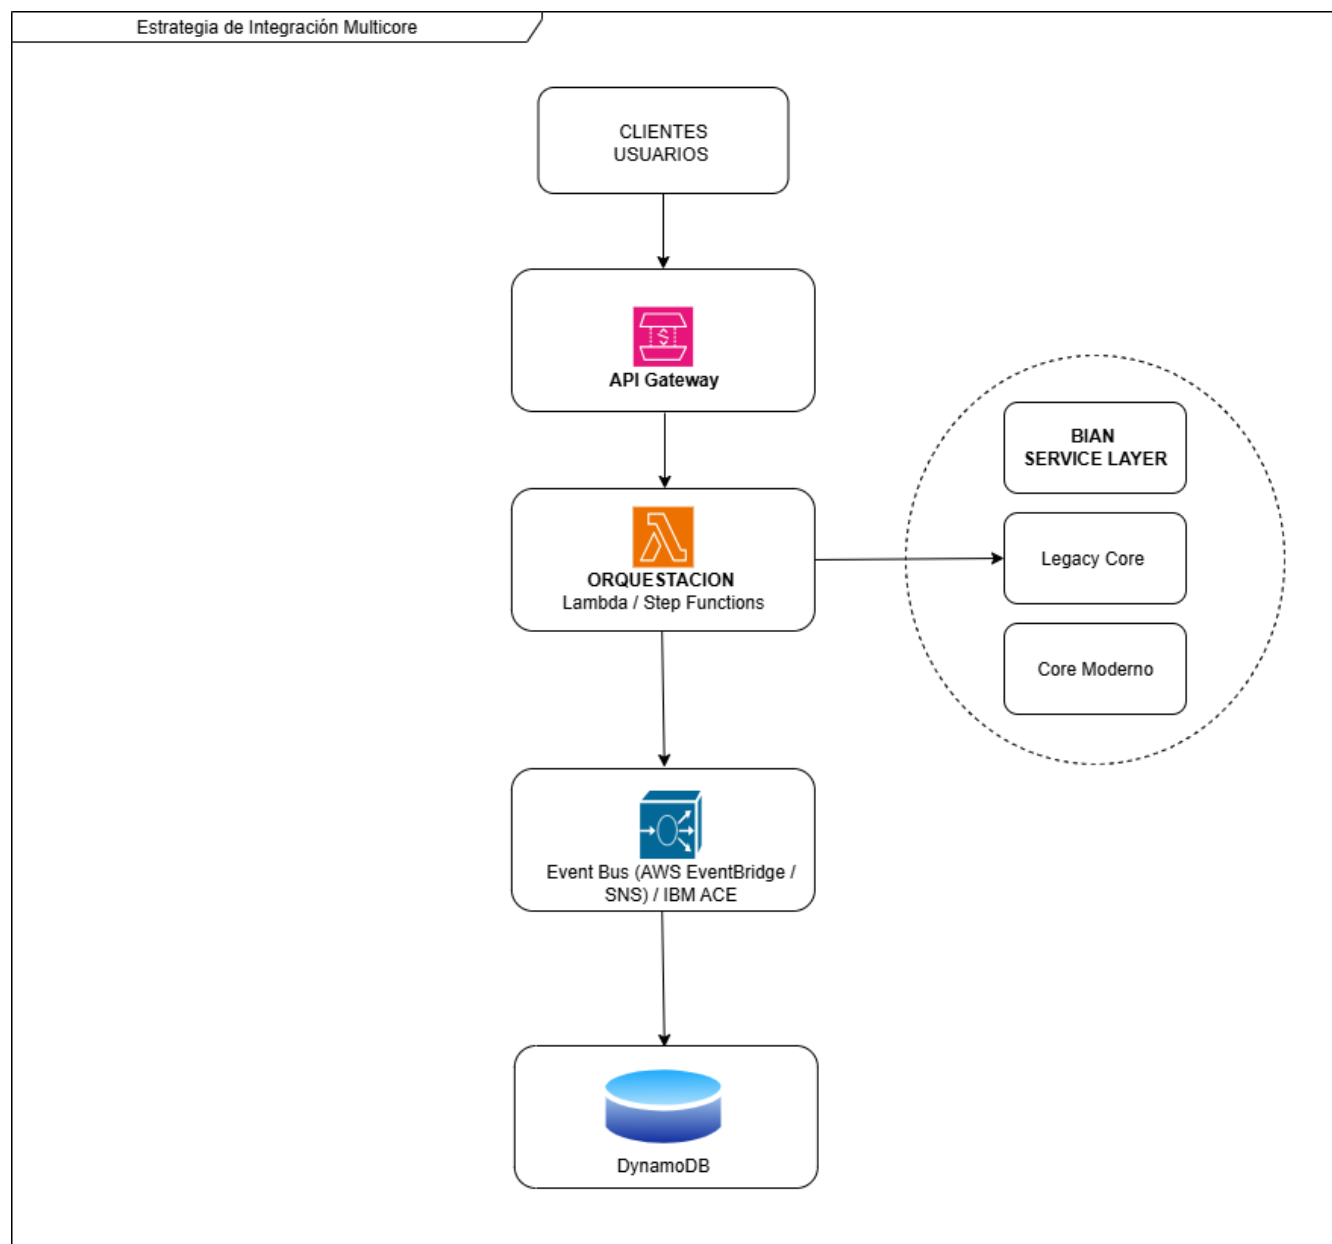 Estrategia de Integración Multicore
CLIENTES
USUARIOS
API Gateway
ORQUESTACION
Lambda / Step Functions
BIAN
SERVICE LAYER
Legacy Core
Core Moderno
Event Bus (AWS EventBridge /
SNS) / IBM ACE
DynamoDB